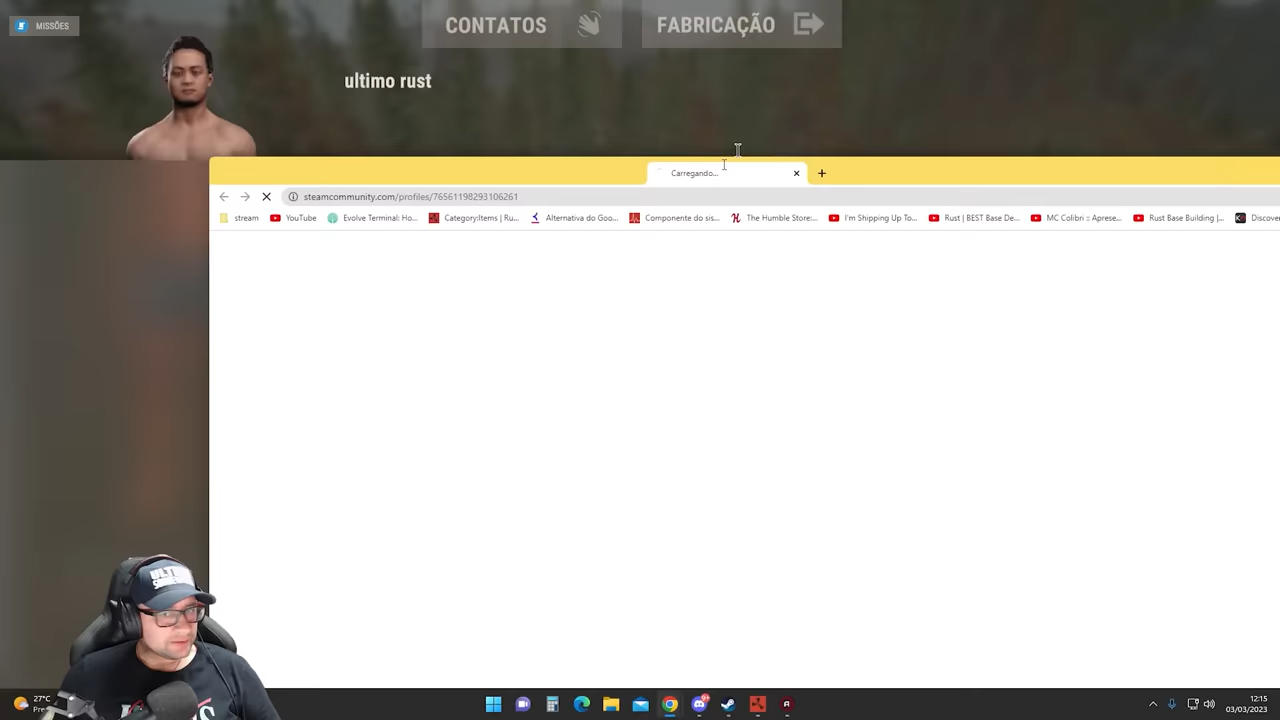 MISSÕES
CONTATOS
FABRICAÇÃO
ultimo rust
Carregando...
steamcommunity.com/profiles/76561198293106261
stream YouTube Evolve Terminal: Ho... Category:Items | Ru... Alternativa do Goo... Componente do sis... The Humble Store:... I'm Shipping Up To... Rust | BEST Base De... MC Colibri :: Aprese... Rust Base Building |... Discove
27°C
12:15
03/03/2023